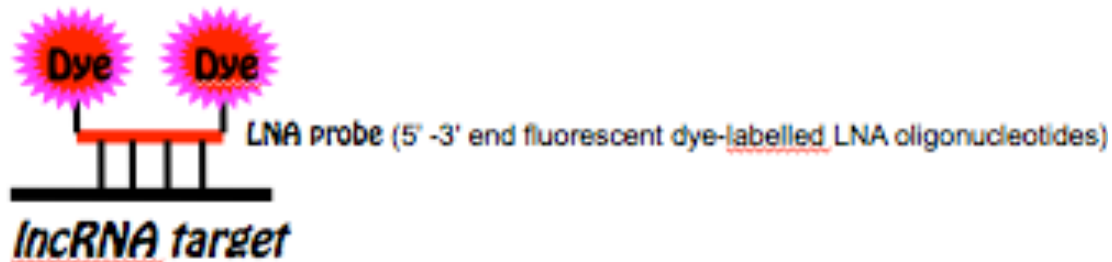 Dye Dye
LNA probe (5' -3' end fluorescent dye-labelled LNA oligonucleotides)
lncRNA target